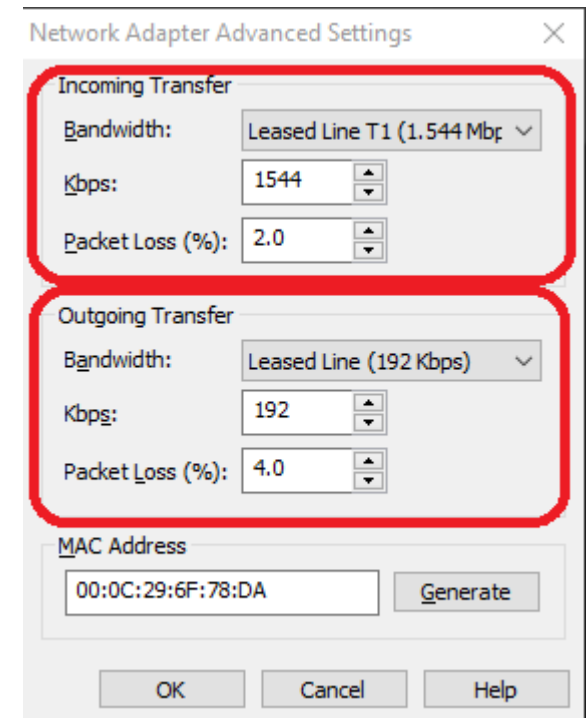 Network Adapter Advanced Settings
Incoming Transfer
Bandwidth: Leased Line T1 (1.544 Mbp
Kbps: 1544
Packet Loss (%): 2.0
Outgoing Transfer
Bandwidth: Leased Line (192 Kbps)
Kbps: 192
Packet Loss (%): 4.0
MAC Address
00:0C:29:6F:78:DA Generate
OK Cancel Help